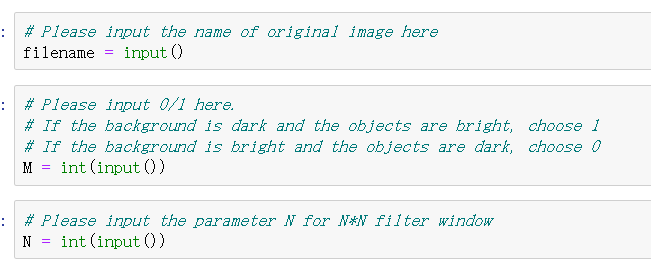 : # Please input the name of original image here
filename = input()
: # Please input 0/1 here.
# If the background is dark and the objects are bright, choose 1
# If the background is bright and the objects are dark, choose 0
M = int(input())
: # Please input the parameter N for N*N filter window
N = int(input())